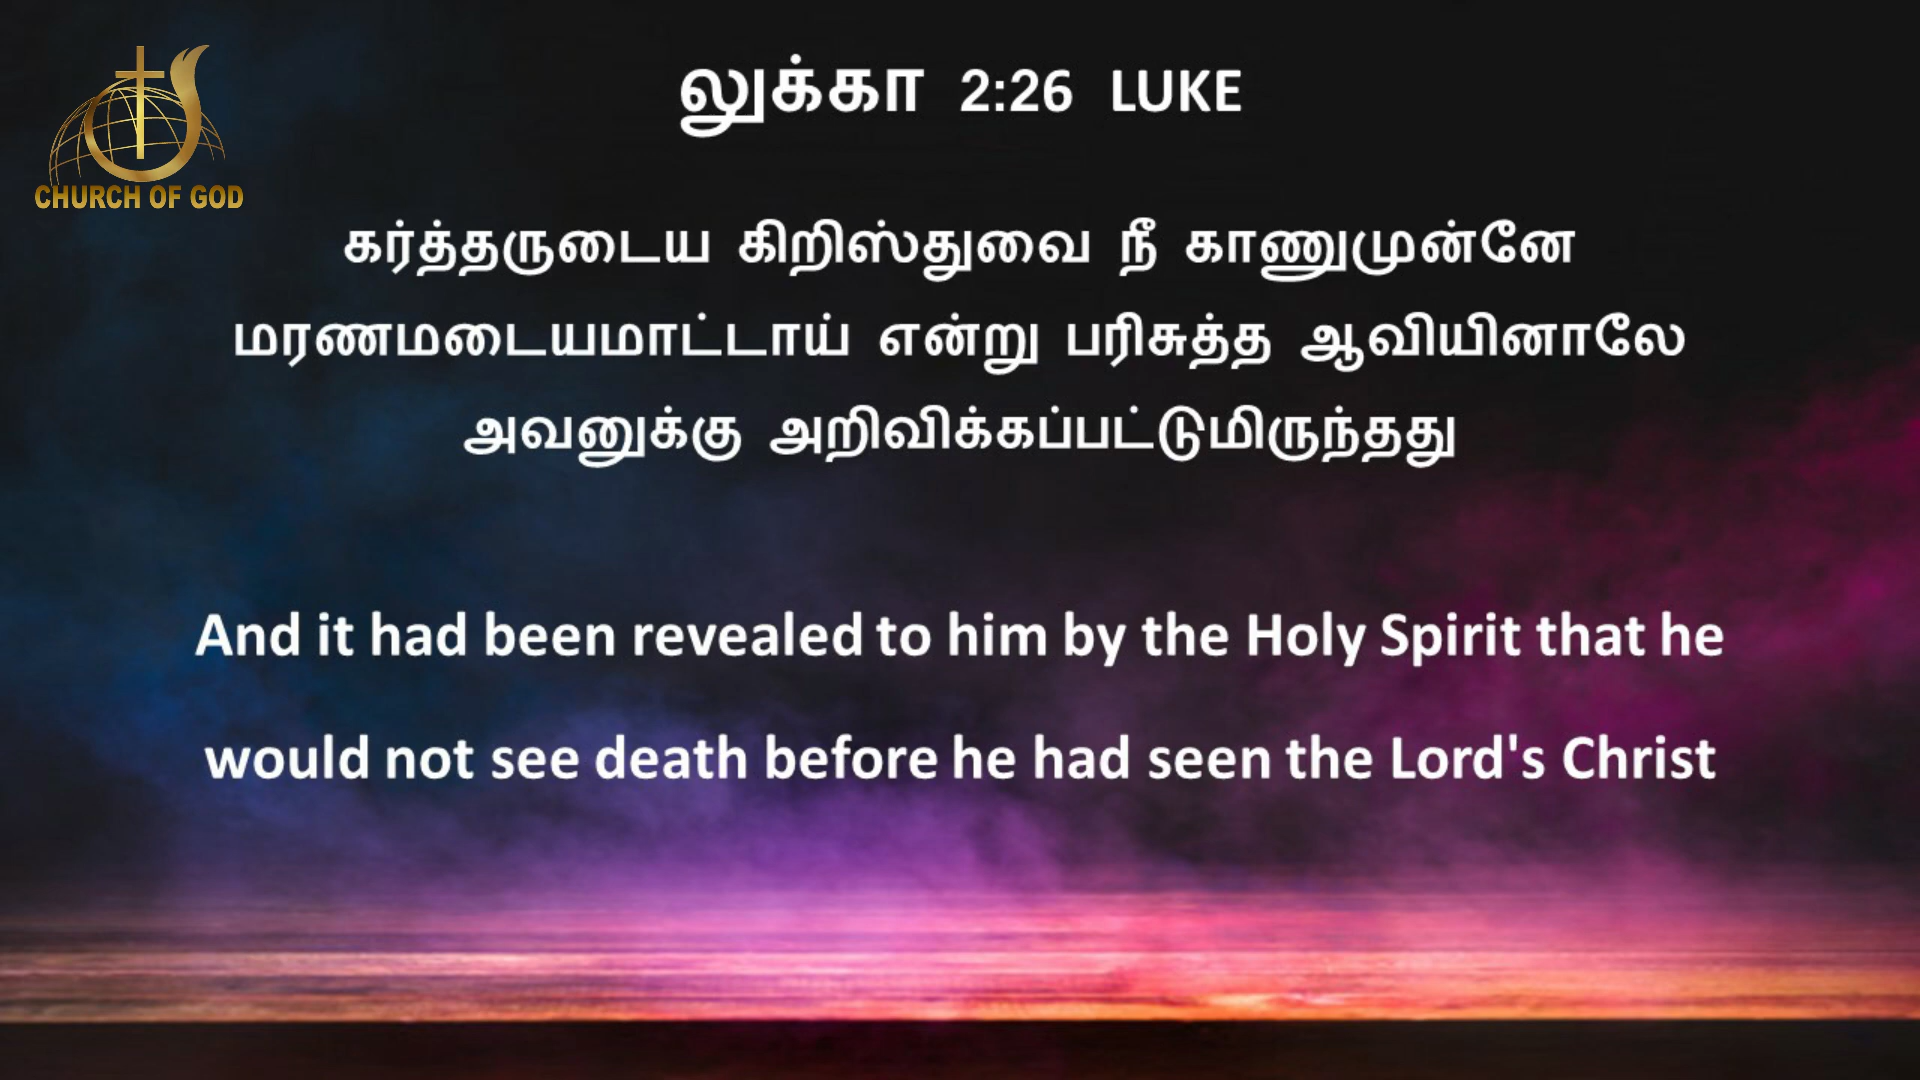 CHURCH OF GOD
லுக்கா 2:26 LUKE
கர்த்தருடைய கிறிஸ்துவை நீ காணுமுன்னே
மரணமடையமாட்டாய் என்று பரிசுத்த ஆவியினாலே
அவனுக்கு அறிவிக்கப்பட்டுமிருந்தது
And it had been revealed to him by the Holy Spirit that he
would not see death before he had seen the Lord's Christ